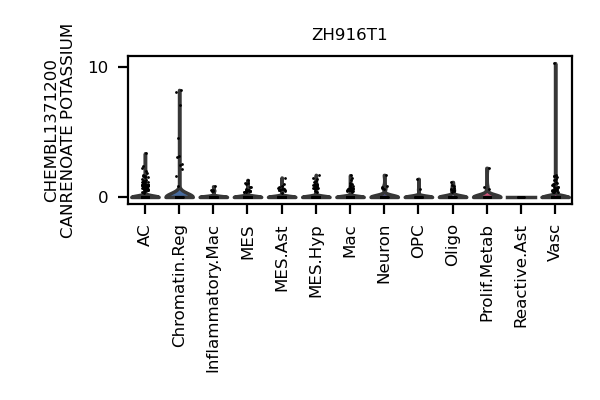 ZH916T1
CHEMBL1371200
CANRENOATE POTASSIUM
10
0
AC
Chromatin.Reg
Inflammatory.Mac
MES
MES.Ast
MES.Hyp
Mac
Neuron
OPC
Oligo
Prolif.Metab
Reactive.Ast
Vasc